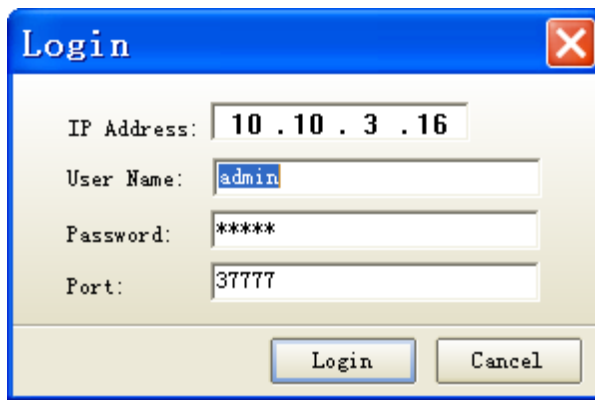 Login
IP Address: 10 . 10 . 3 . 16
User Name: admin
Password: *****
Port: 37777
Login Cancel